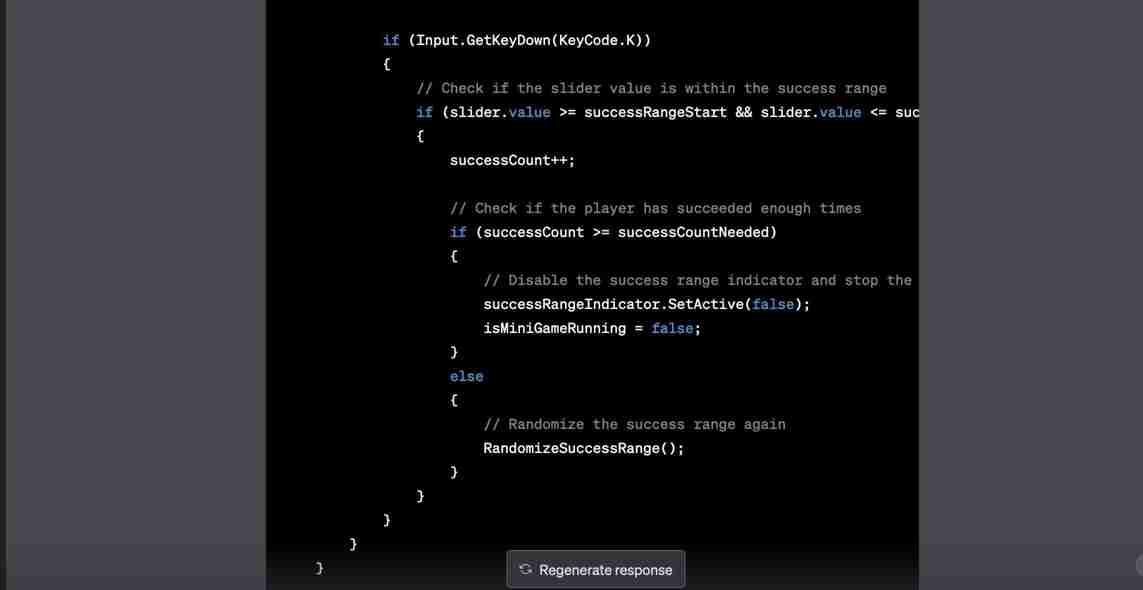 if (Input.GetKeyDown(KeyCode.K))
{
// Check if the slider value is within the success range
if (slider.value >= successRangeStart && slider.value <= suc
{
successCount++;
// Check if the player has succeeded enough times
if (successCount >= successCountNeeded)
{
// Disable the success range indicator and stop the
successRangeIndicator.SetActive(false);
isMiniGameRunning = false;
}
else
{
// Randomize the success range again
RandomizeSuccessRange();
}
}
}
}
}
Regenerate response